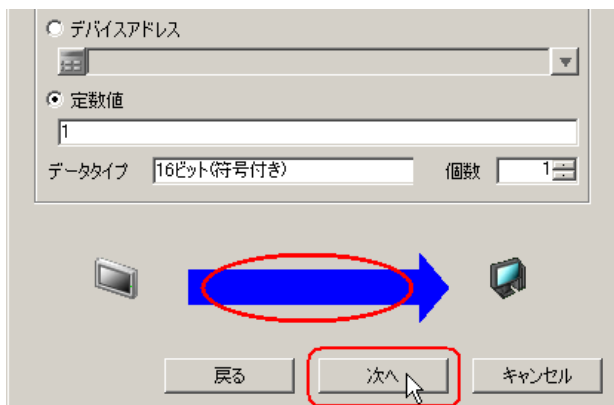 デバイスアドレス
定数値
1
データタイプ 16ビット(符号付き) 個数 1
戻る 次へ キャンセル